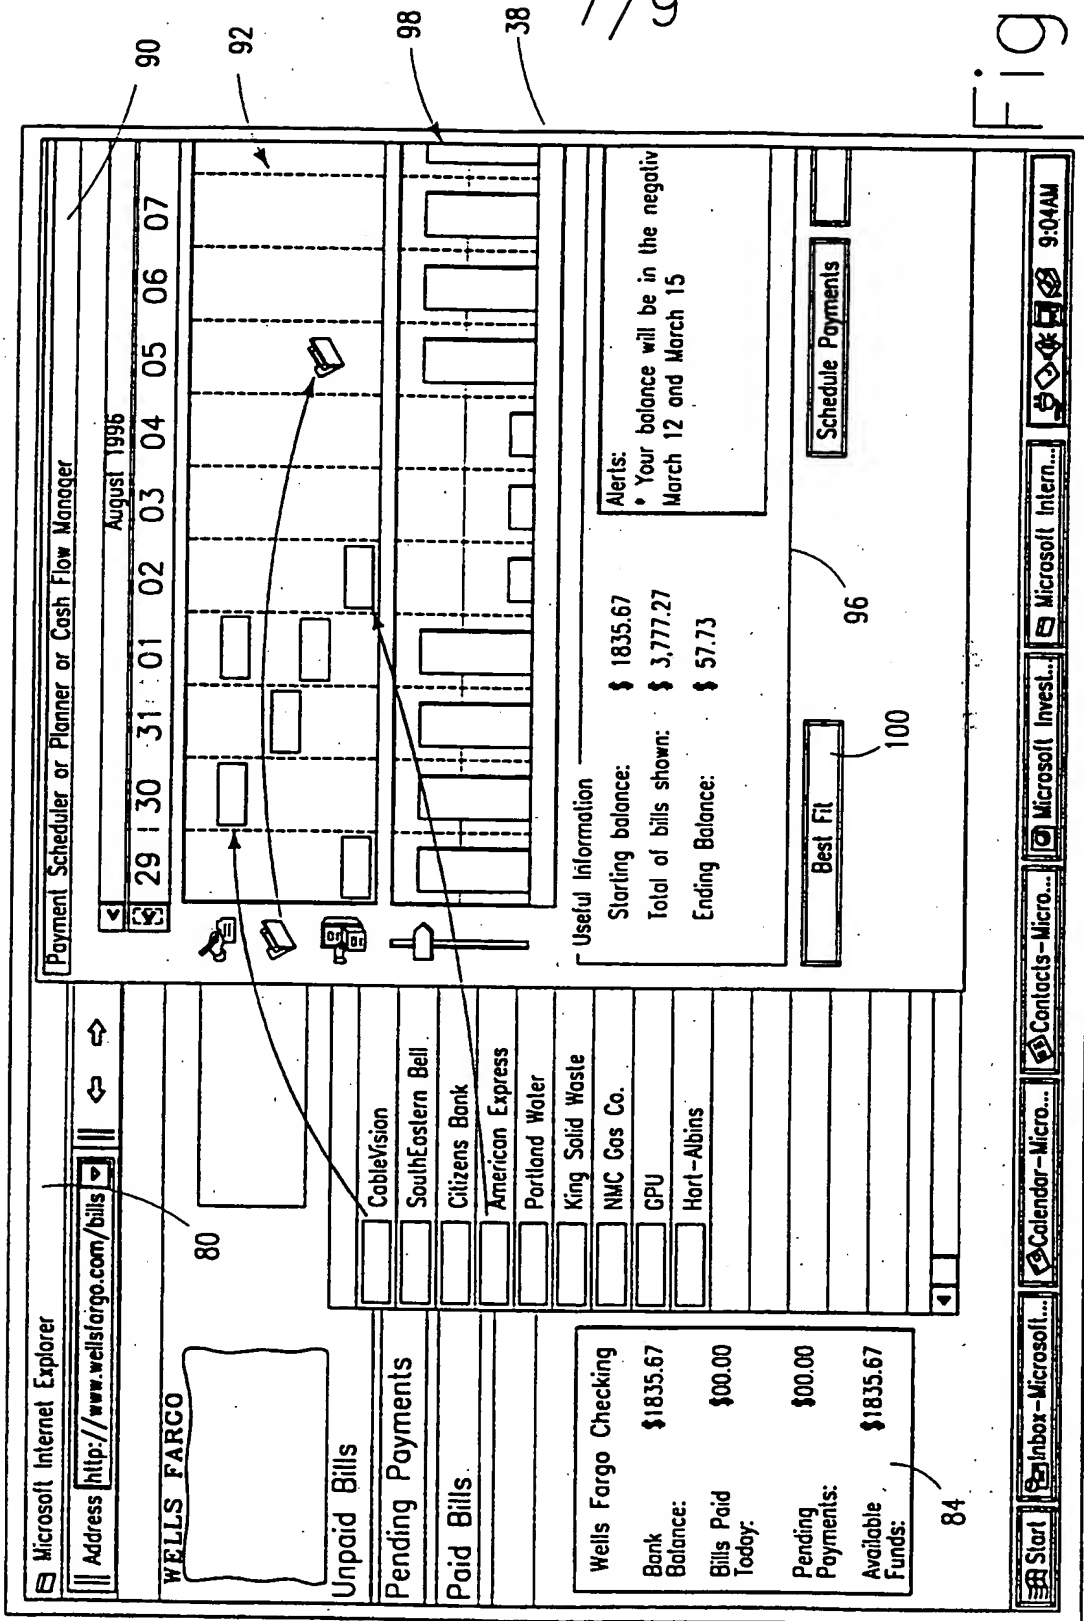 7/9
Fig
90
92
98
38
Microsoft Internet Explorer
Address http://www.wellsfargo.com/bills
80
WELLS FARGO
Unpaid Bills
Pending Payments
Paid Bills
CableVision
SouthEastern Bell
Citizens Bank
American Express
Portland Water
King Solid Waste
NMC Gas Co.
GPU
Hart-Albins
Wells Fargo Checking
Bank Balance: $1835.67
Bills Paid Today: $00.00
Pending Payments: $00.00
Available Funds: $1835.67
84
Payment Scheduler or Planner or Cash Flow Manager
August 1996
29 30 31 01 02 03 04 05 06 07
Useful Information
Starting balance: $ 1835.67
Total of bills shown: $ 3,777.27
Ending Balance: $ 57.73
Alerts:
* Your balance will be in the negativ
March 12 and March 15
96
Best Fit
100
Schedule Payments
Start
Inbox-Microsoft...
Calendar-Micro...
Contacts-Micro...
Microsoft Invest...
Microsoft Intern...
9:04AM